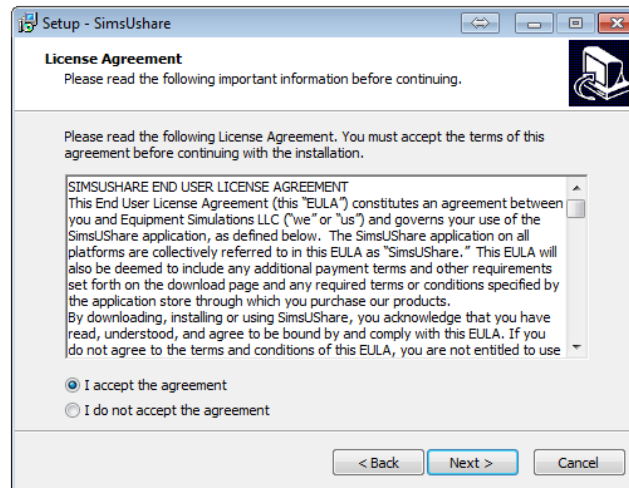 Setup - SimsUshare
License Agreement
Please read the following important information before continuing.
Please read the following License Agreement. You must accept the terms of this
agreement before continuing with the installation.
SIMSUSHARE END USER LICENSE AGREEMENT
This End User License Agreement (this “EULA”) constitutes an agreement between
you and Equipment Simulations LLC (“we” or “us”) and governs your use of the
SimsUShare application, as defined below.  The SimsUShare application on all
platforms are collectively referred to in this EULA as “SimsUShare.” This EULA will
also be deemed to include any additional payment terms and other requirements
set forth on the download page and any required terms or conditions specified by
the application store through which you purchase our products.
By downloading, installing or using SimsUShare, you acknowledge that you have
read, understood, and agree to be bound by and comply with this EULA. If you
do not agree to the terms and conditions of this EULA, you are not entitled to use
I accept the agreement
I do not accept the agreement
< Back
Next >
Cancel